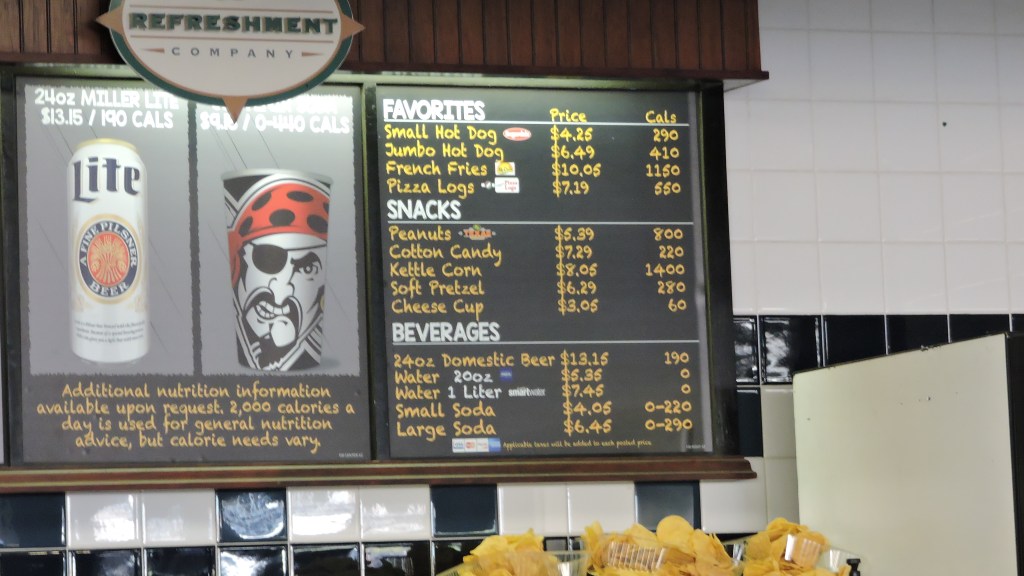 REFRESHMENT
COMPANY
24oz MILLER LITE
$13.15 / 190 CALS
0-440 CALS
Lite
A FINE PILSNER
BEER
Additional nutrition information
available upon request. 2,000 calories a
day is used for general nutrition
advice, but calorie needs vary.
FAVORITES Price Cals
Small Hot Dog $4.25 290
Jumbo Hot Dog $6.49 410
French Fries $10.05 1150
Pizza Logs $7.19 550
SNACKS
Peanuts $5.39 800
Cotton Candy $7.29 220
Kettle Corn $8.05 1400
Soft Pretzel $6.29 280
Cheese Cup $3.05 60
BEVERAGES
24oz Domestic Beer $13.15 190
Water 20oz $5.35 0
Water 1 Liter smartwater $7.45 0
Small Soda $4.05 0-220
Large Soda $6.45 0-290
Applicable taxes will be added to each posted price